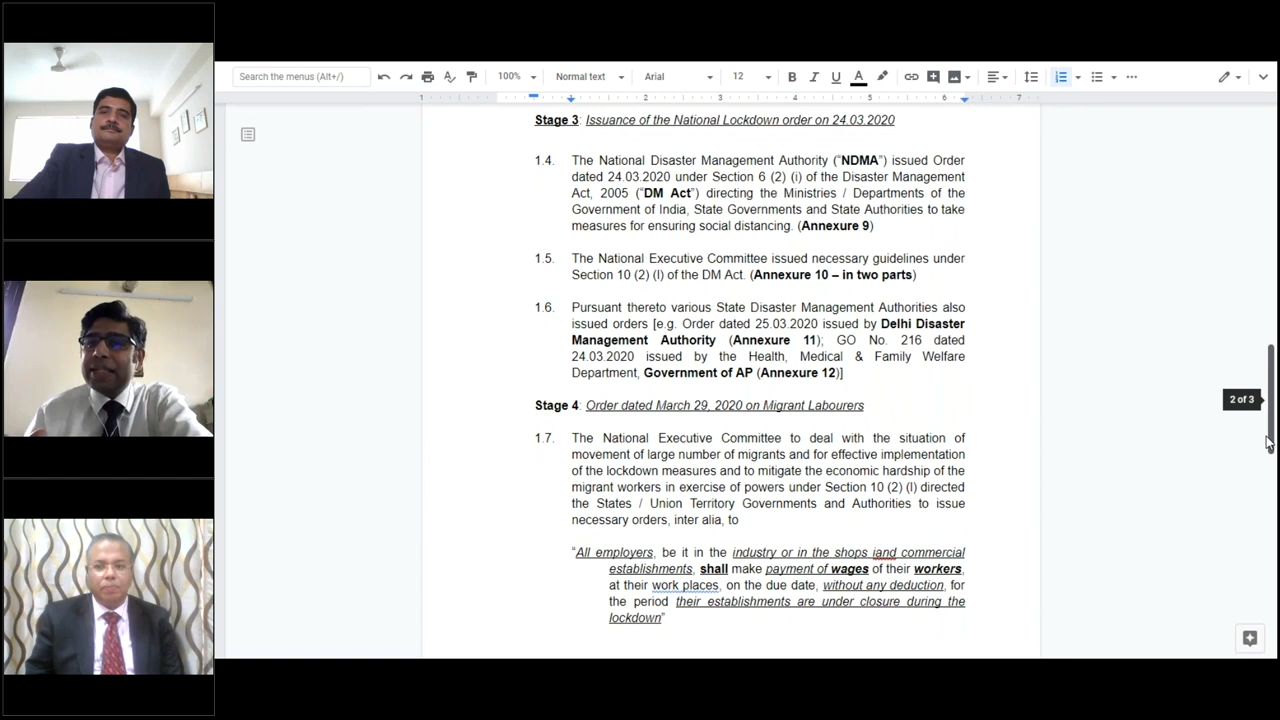 Search the menus (Alt+/)
100%
Normal text
Arial
12
B I U A
1 2 3 4 5 6 7
Stage 3: Issuance of the National Lockdown order on 24.03.2020
1.4. The National Disaster Management Authority (“NDMA”) issued Order
dated 24.03.2020 under Section 6 (2) (i) of the Disaster Management
Act, 2005 (“DM Act”) directing the Ministries / Departments of the
Government of India, State Governments and State Authorities to take
measures for ensuring social distancing. (Annexure 9)
1.5. The National Executive Committee issued necessary guidelines under
Section 10 (2) (l) of the DM Act. (Annexure 10 – in two parts)
1.6. Pursuant thereto various State Disaster Management Authorities also
issued orders [e.g. Order dated 25.03.2020 issued by Delhi Disaster
Management Authority (Annexure 11); GO No. 216 dated
24.03.2020 issued by the Health, Medical & Family Welfare
Department, Government of AP (Annexure 12)]
Stage 4: Order dated March 29, 2020 on Migrant Labourers
1.7. The National Executive Committee to deal with the situation of
movement of large number of migrants and for effective implementation
of the lockdown measures and to mitigate the economic hardship of the
migrant workers in exercise of powers under Section 10 (2) (l) directed
the States / Union Territory Governments and Authorities to issue
necessary orders, inter alia, to
“All employers, be it in the industry or in the shops iand commercial
establishments, shall make payment of wages of their workers,
at their work places, on the due date, without any deduction, for
the period their establishments are under closure during the
lockdown”
2 of 3